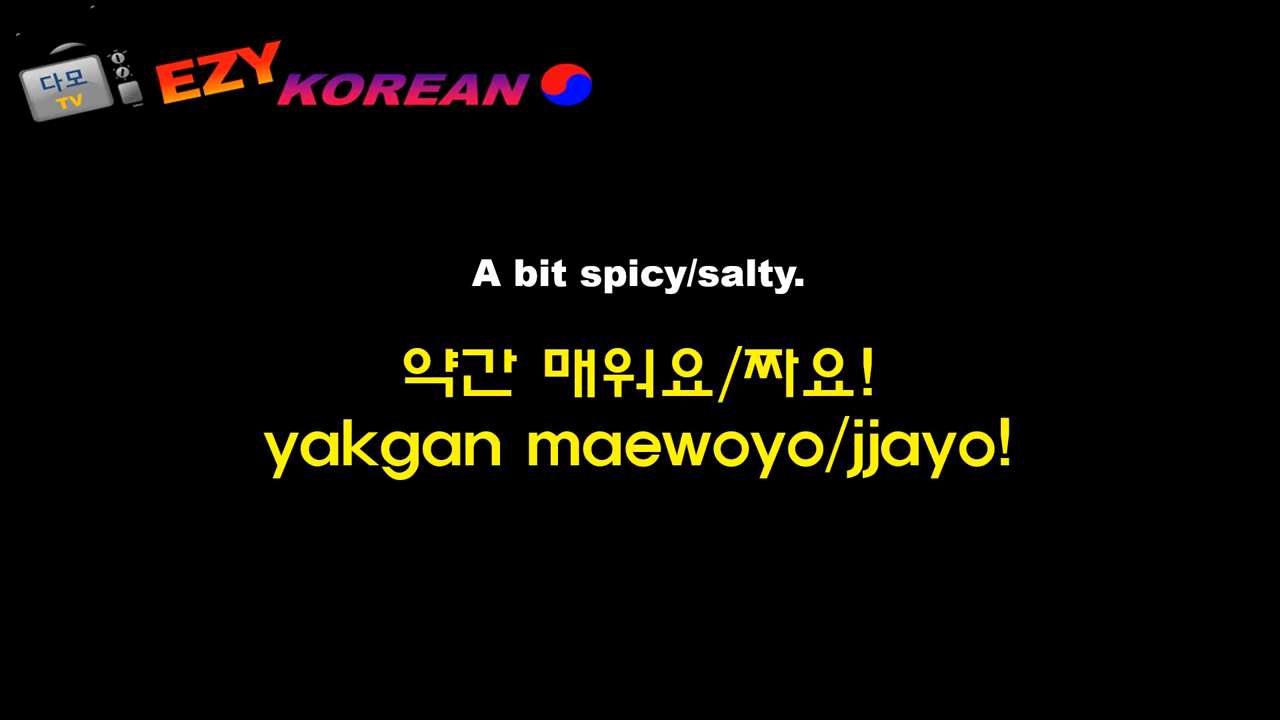 다모
TV
EZY KOREAN
A bit spicy/salty.
약간 매워요/짜요!
yakgan maewoyo/jjayo!